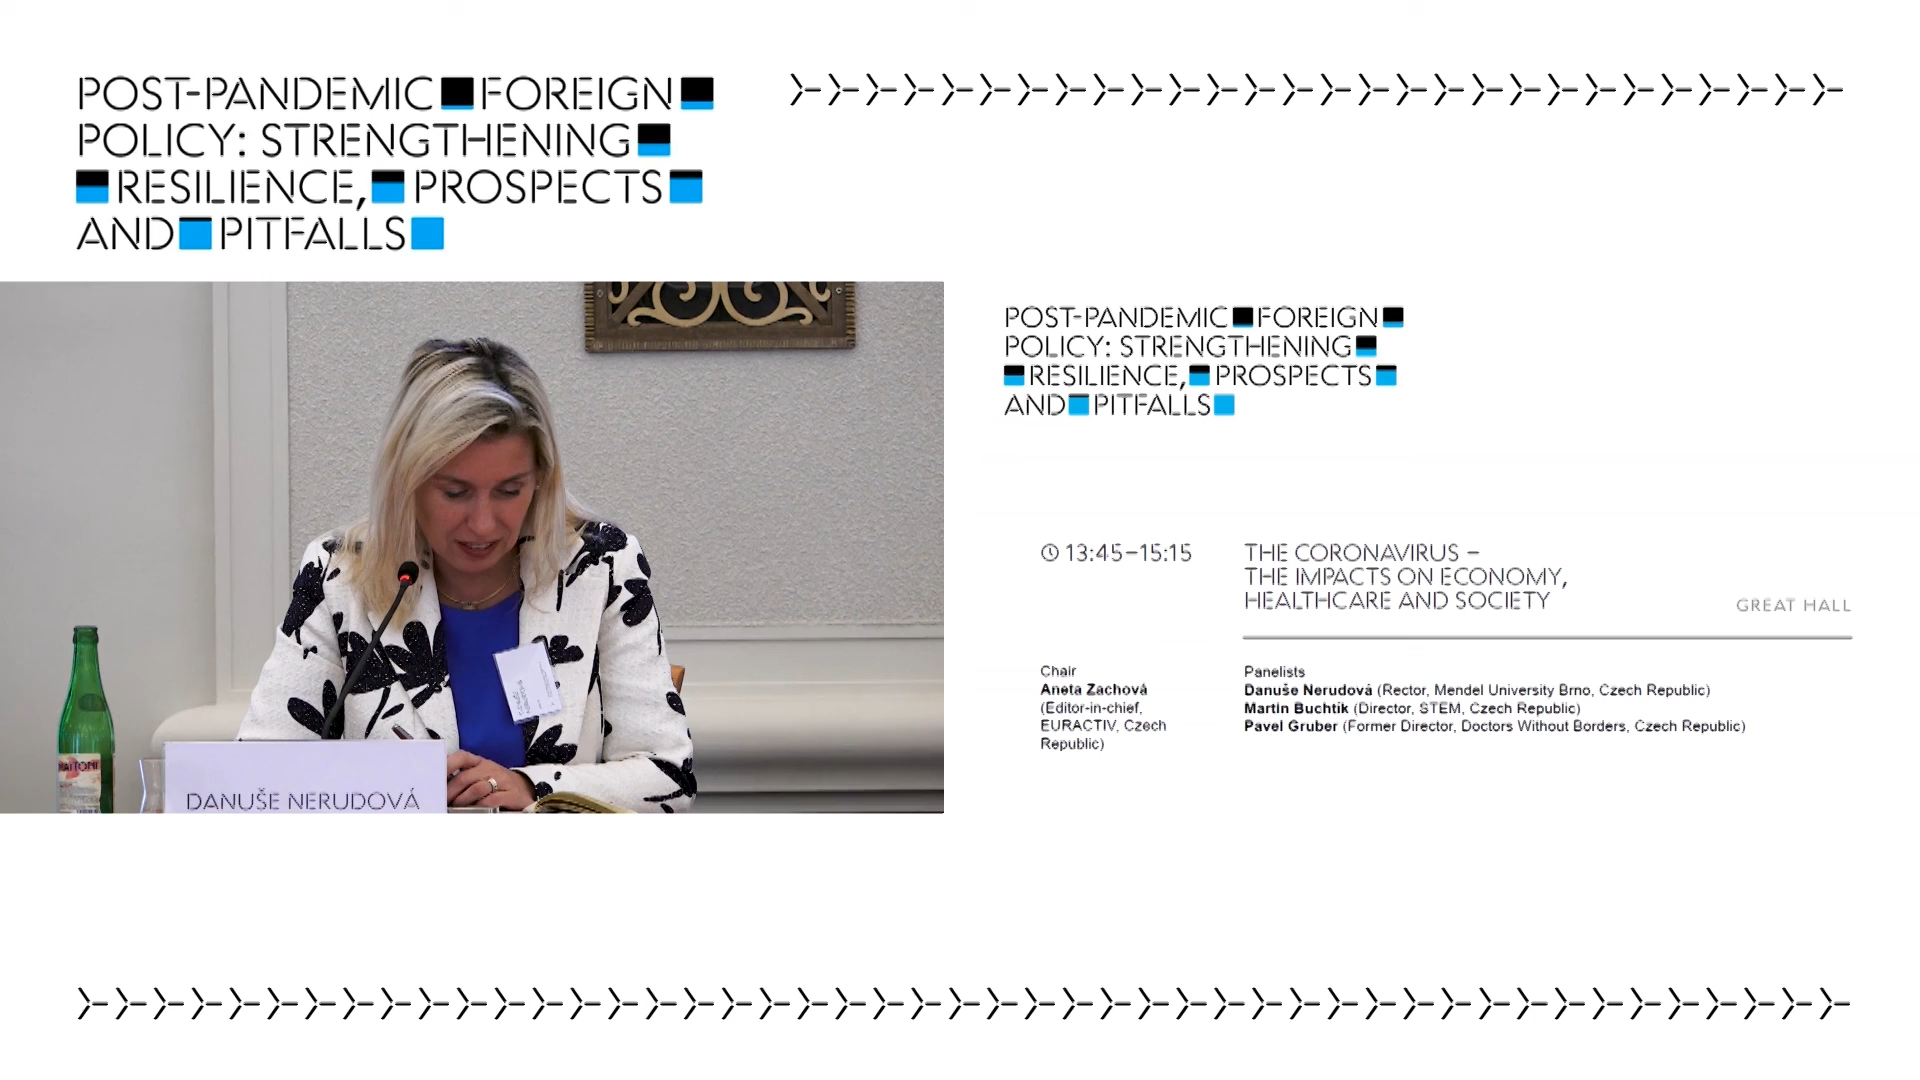 POST-PANDEMIC FOREIGN
POLICY: STRENGTHENING
RESILIENCE, PROSPECTS
AND PITFALLS
DANUŠE NERUDOVÁ
POST-PANDEMIC FOREIGN
POLICY: STRENGTHENING
RESILIENCE, PROSPECTS
AND PITFALLS
13:45–15:15
THE CORONAVIRUS –
THE IMPACTS ON ECONOMY,
HEALTHCARE AND SOCIETY
GREAT HALL
Chair
Aneta Zachová
(Editor-in-chief,
EURACTIV, Czech
Republic)
Panelists
Danuše Nerudová (Rector, Mendel University Brno, Czech Republic)
Martin Buchtík (Director, STEM, Czech Republic)
Pavel Gruber (Former Director, Doctors Without Borders, Czech Republic)